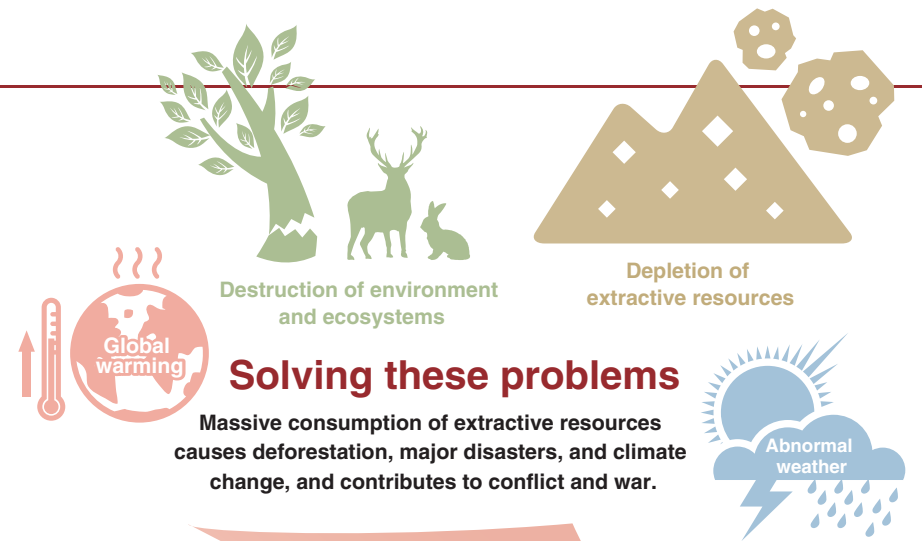 Destruction of environment
and ecosystems
Depletion of
extractive resources
Global
warming
Solving these problems
Massive consumption of extractive resources
causes deforestation, major disasters, and climate
change, and contributes to conflict and war.
Abnormal
weather